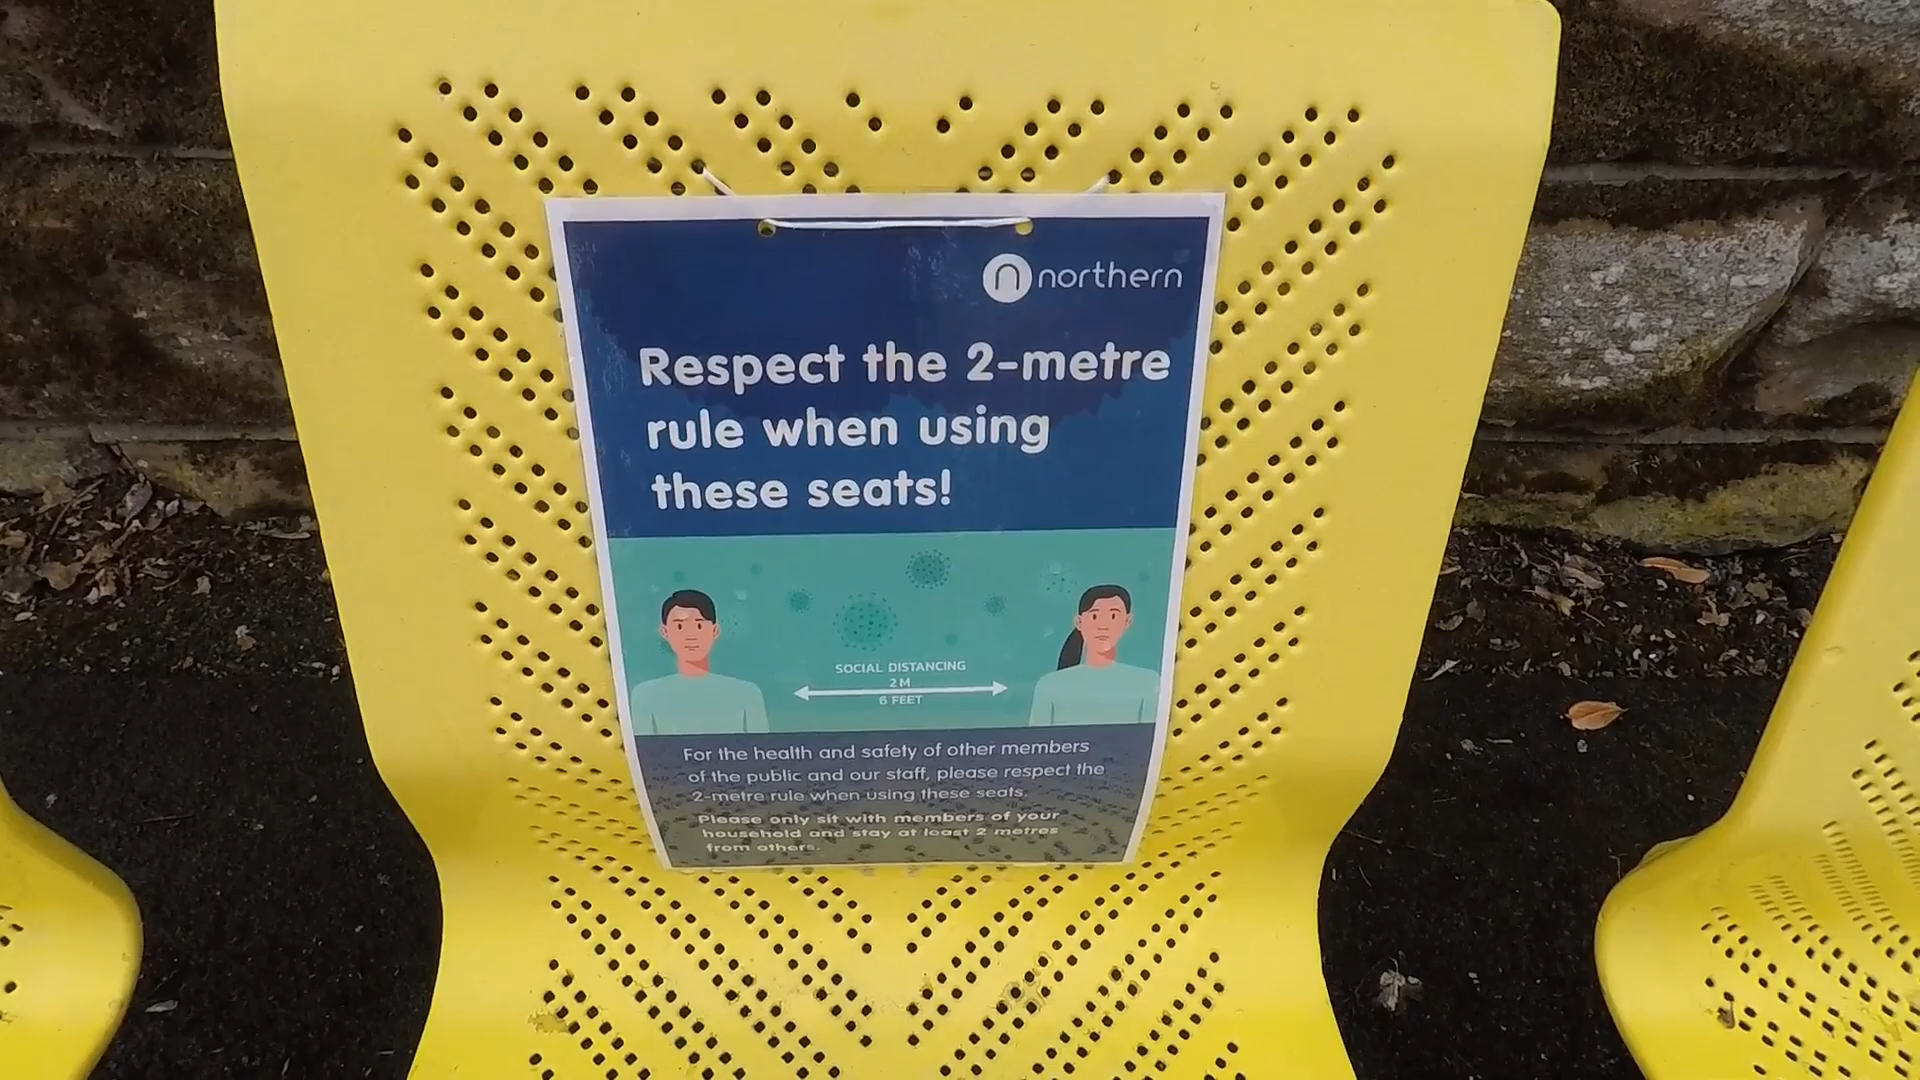 northern
Respect the 2-metre
rule when using
these seats!
SOCIAL DISTANCING
2 M
6 FEET
For the health and safety of other members
of the public and our staff, please respect the
2-metre rule when using these seats.
Please only sit with members of your
household and stay at least 2 metres
from others.